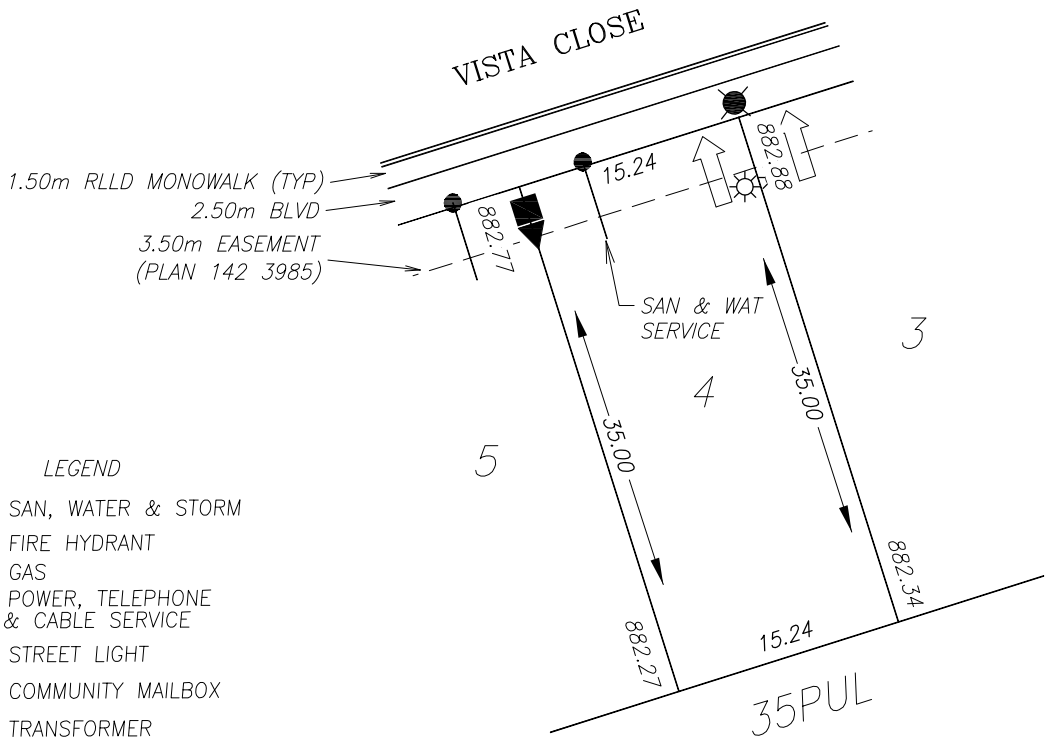 VISTA CLOSE
1.50m RLLD MONOWALK (TYP)
2.50m BLVD
3.50m EASEMENT
(PLAN 142 3985)
882.77
15.24
882.88
SAN & WAT
SERVICE
3
4
5
35.00
35.00
LEGEND
SAN, WATER & STORM
FIRE HYDRANT
GAS
POWER, TELEPHONE
& CABLE SERVICE
STREET LIGHT
COMMUNITY MAILBOX
TRANSFORMER
882.27
15.24
882.34
35PUL